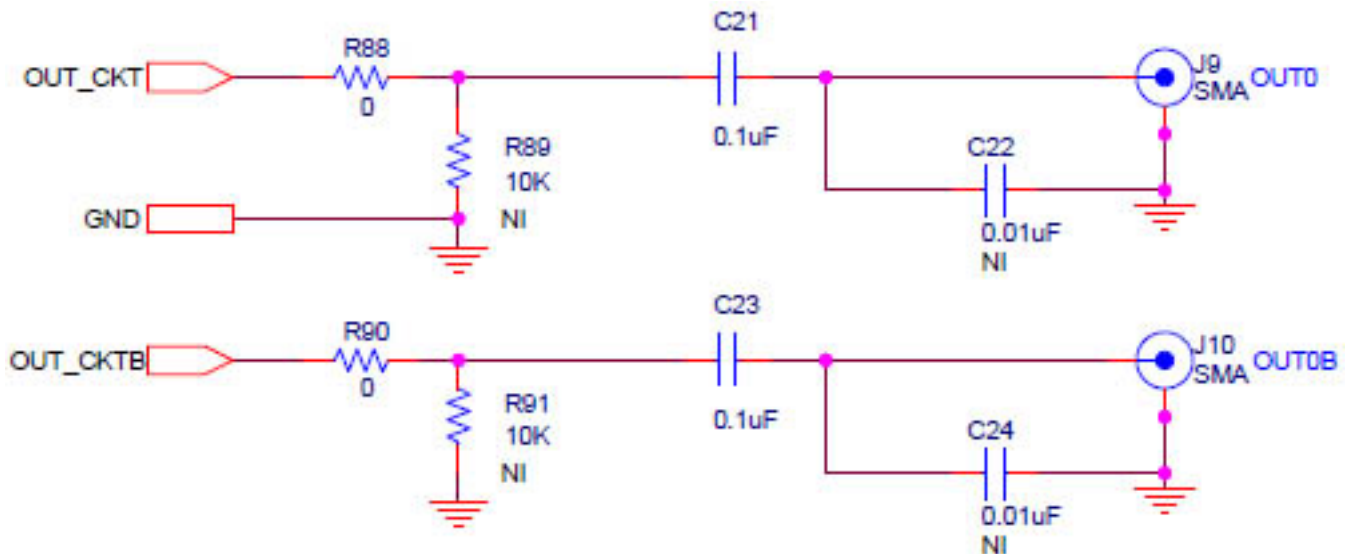 C21
R88
OUT_CKT
0
J9
SMA OUT0
0.1uF
R89
10K
C22
GND
NI
0.01uF
NI
C23
R90
OUT_CKTB
0
J10
SMA OUT0B
R91
0.1uF
10K
C24
NI
0.01uF
NI